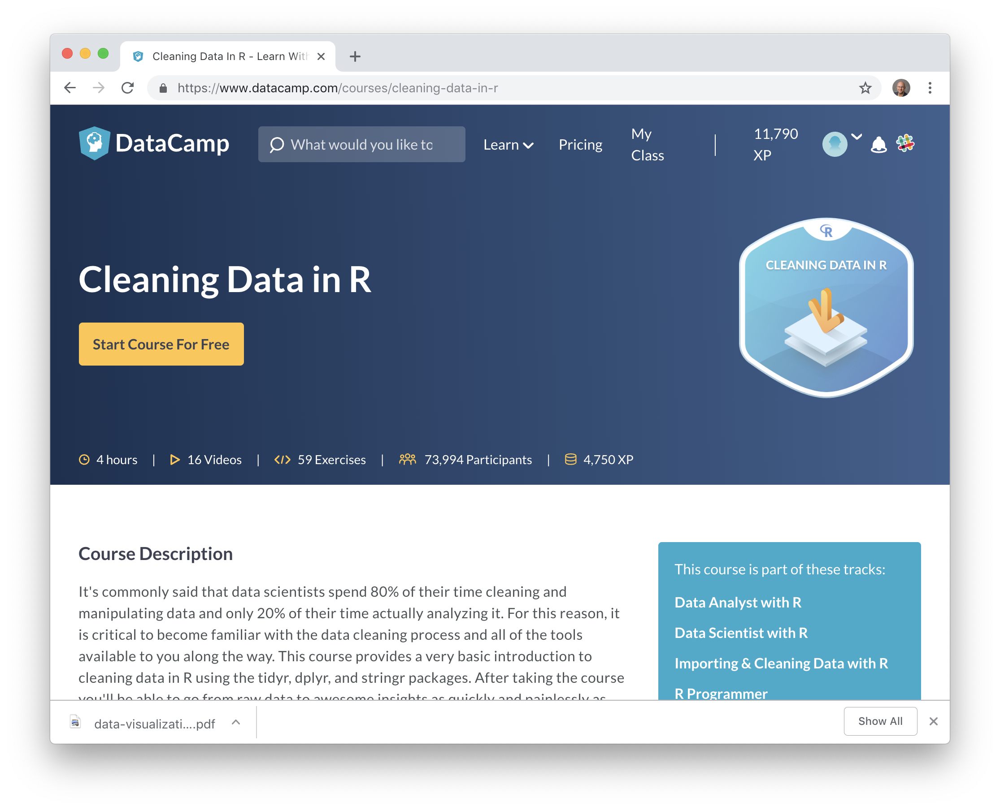 Cleaning Data In R - Learn With
https://www.datacamp.com/courses/cleaning-data-in-r
DataCamp
What would you like to
Learn
Pricing
My
Class
11,790
XP
R
CLEANING DATA IN R
Cleaning Data in R
Start Course For Free
4 hours | 16 Videos | </> 59 Exercises | 73,994 Participants | 4,750 XP
Course Description
It's commonly said that data scientists spend 80% of their time cleaning and
manipulating data and only 20% of their time actually analyzing it. For this reason, it
is critical to become familiar with the data cleaning process and all of the tools
available to you along the way. This course provides a very basic introduction to
cleaning data in R using the tidyr, dplyr, and stringr packages. After taking the course
you'll be able to go from raw data to awesome insights as quickly and painlessly as
This course is part of these tracks:
Data Analyst with R
Data Scientist with R
Importing & Cleaning Data with R
R Programmer
data-visualizati....pdf
Show All